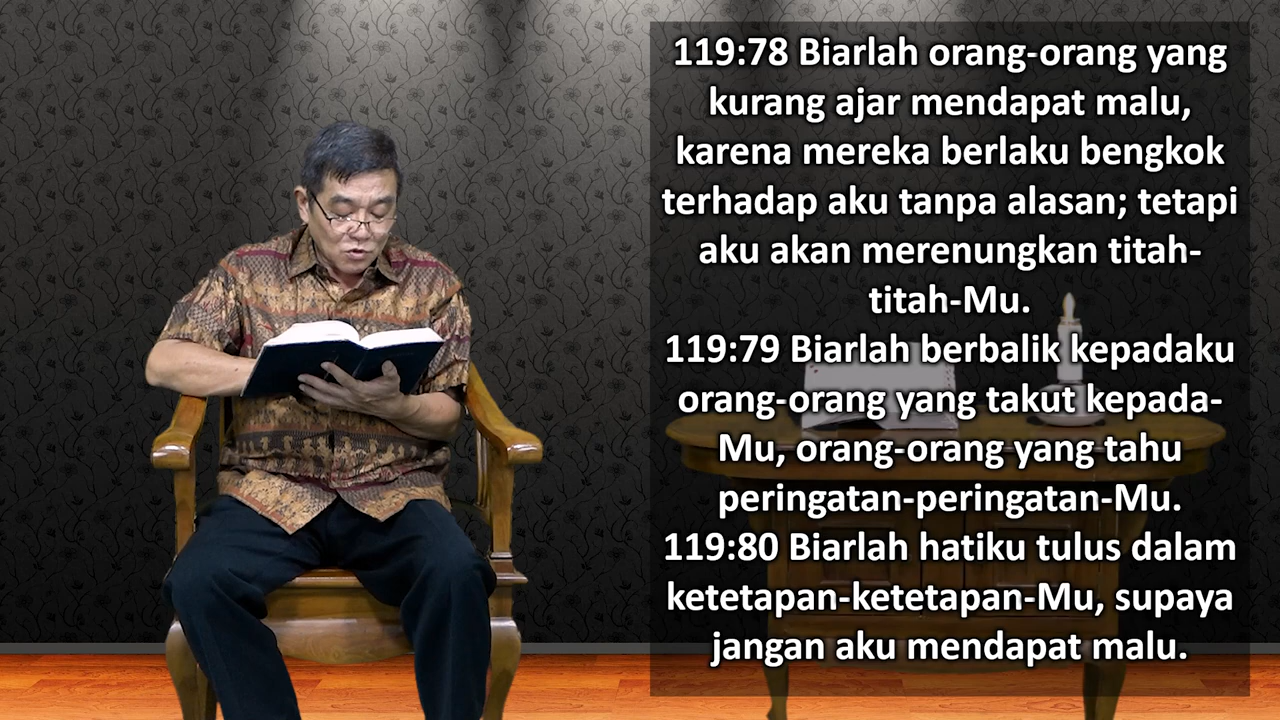 119:78 Biarlah orang-orang yang
kurang ajar mendapat malu,
karena mereka berlaku bengkok
terhadap aku tanpa alasan; tetapi
aku akan merenungkan titah-
titah-Mu.
119:79 Biarlah berbalik kepadaku
orang-orang yang takut kepada-
Mu, orang-orang yang tahu
peringatan-peringatan-Mu.
119:80 Biarlah hatiku tulus dalam
ketetapan-ketetapan-Mu, supaya
jangan aku mendapat malu.